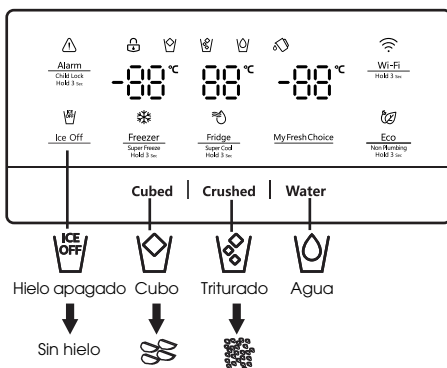 Alarm
Child Lock
Hold 3 Sec
-88 °C
88 °C
-88 °C
Wi-Fi
Hold 3 Sec
ICE OFF
Ice Off
Freezer
Super Freeze
Hold 3 Sec
Fridge
Super Cool
Hold 3 Sec
My Fresh Choice
Eco
Non Plumbing
Hold 3 Sec
Cubed | Crushed | Water
ICE
OFF
Hielo apagado Cubo Triturado Agua
Sin hielo